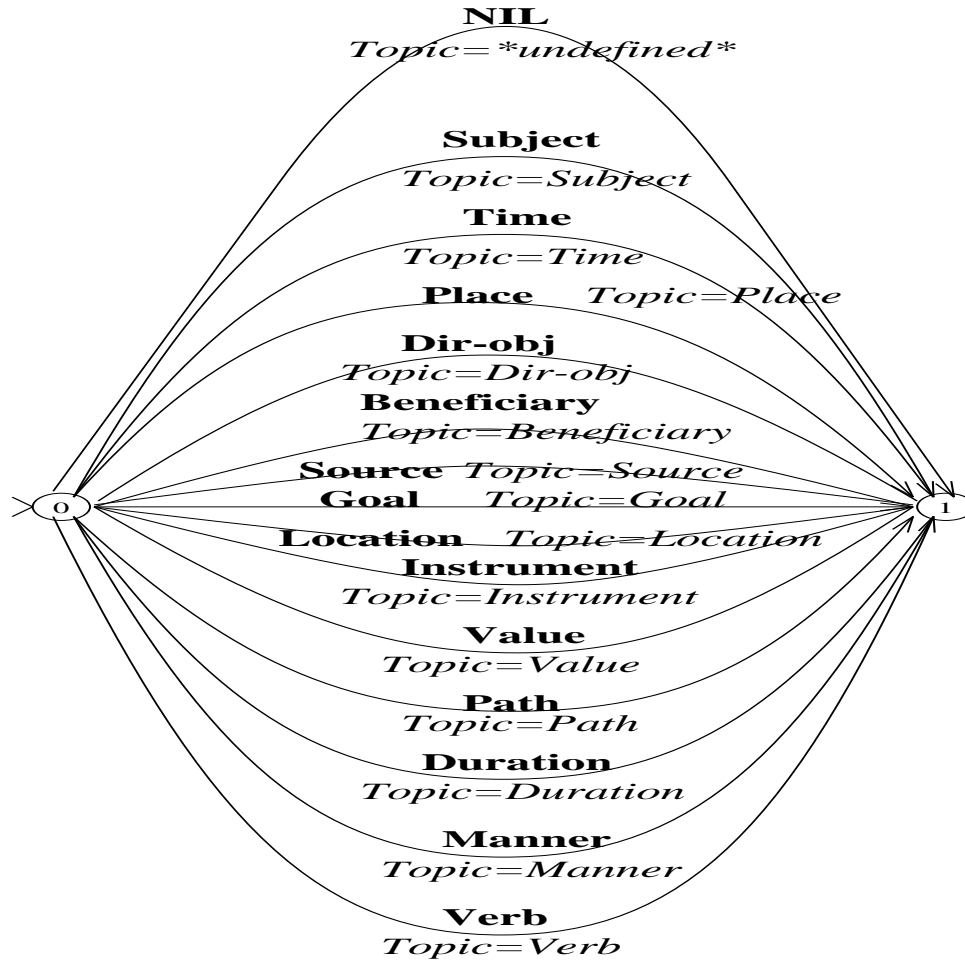 NIL
Topic=*undefined*
Subject
Topic=Subject
Time
Topic=Time
Place Topic=Place
Dir-obj
Topic=Dir-obj
Beneficiary
Topic=Beneficiary
Source Topic=Source
Goal Topic=Goal
0 1
Location Topic=Location
Instrument
Topic=Instrument
Value
Topic=Value
Path
Topic=Path
Duration
Topic=Duration
Manner
Topic=Manner
Verb
Topic=Verb